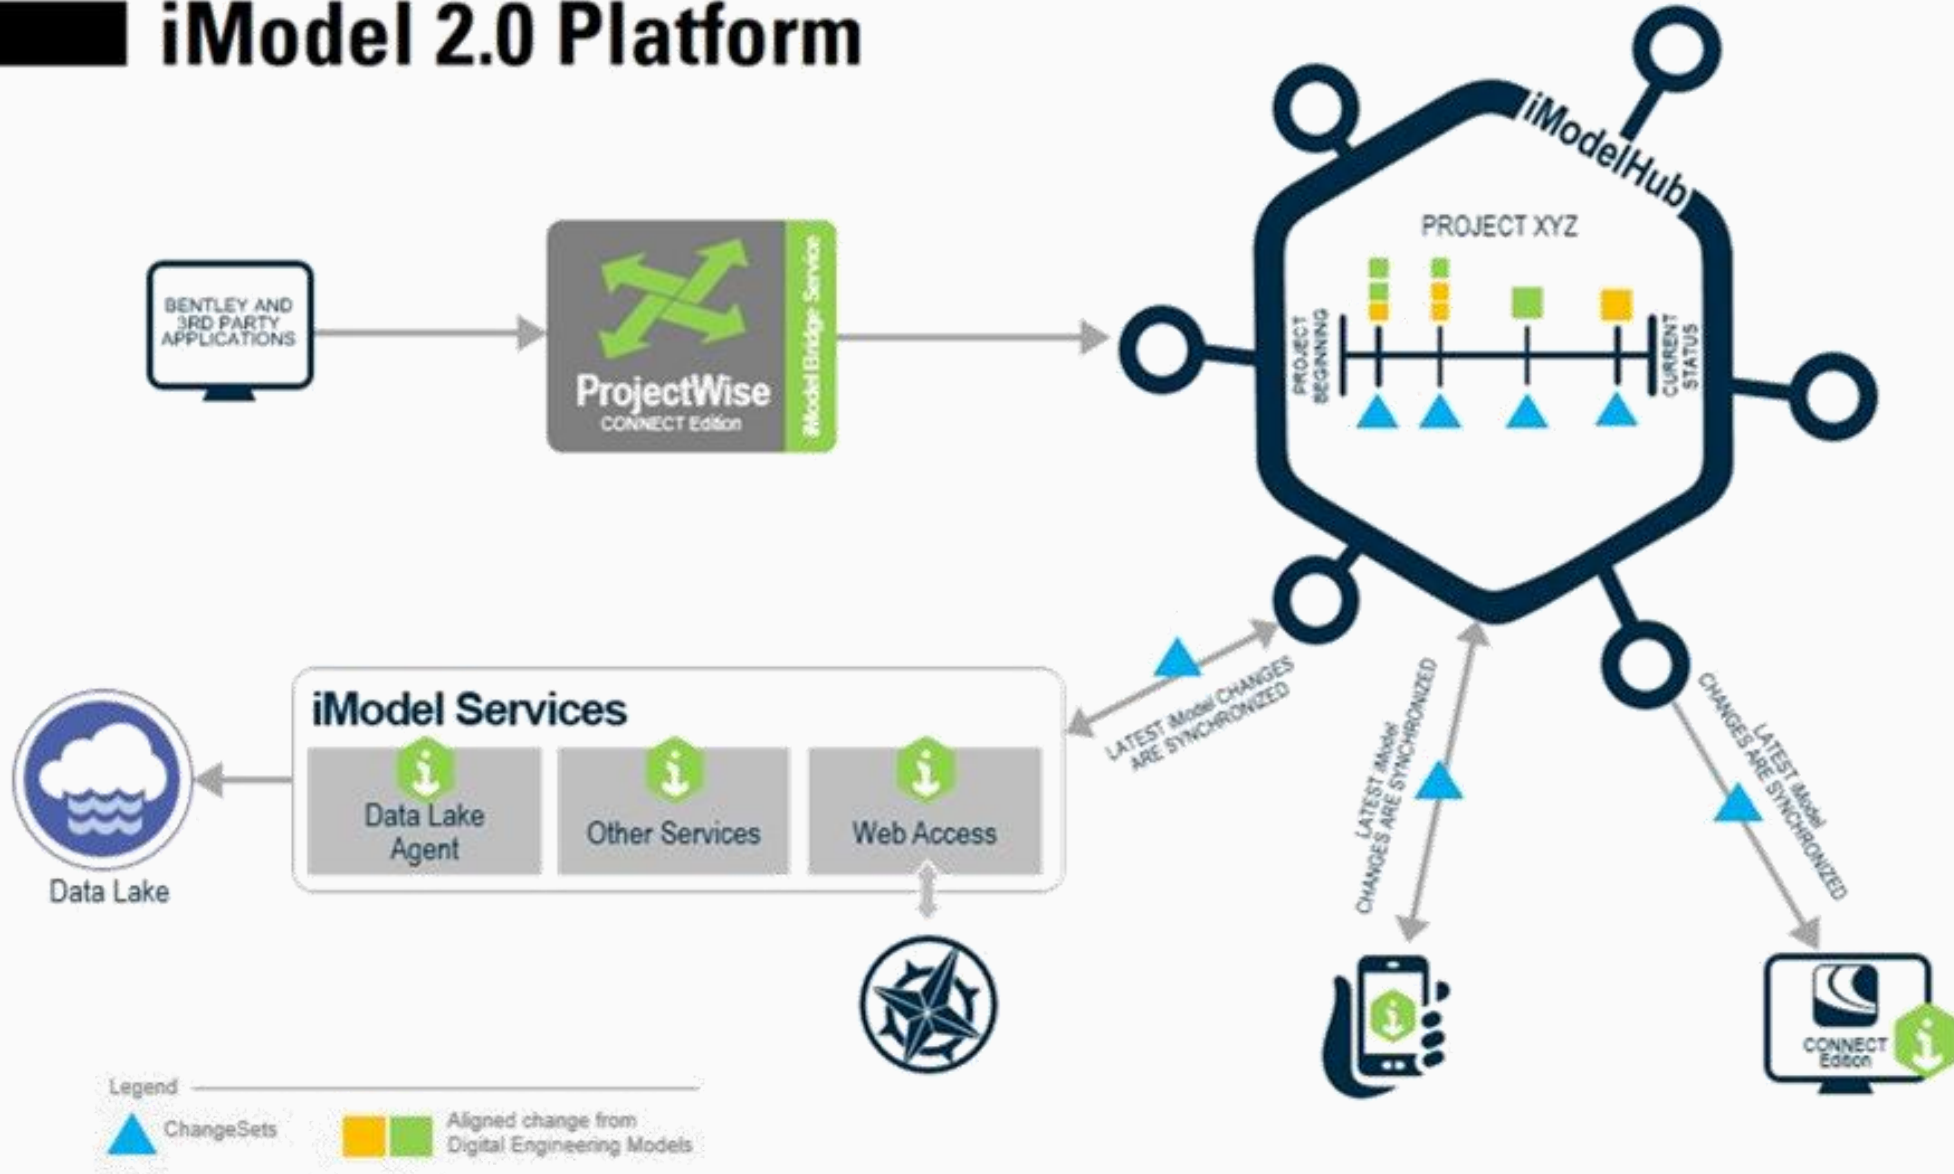 iModel 2.0 Platform
iModelHub
PROJECT XYZ
PROJECT
BEGINNING
CURRENT
STATUS
BENTLEY AND
3RD PARTY
APPLICATIONS
ProjectWise
CONNECT Edition
iModel Bridge Service
LATEST iModel CHANGES
ARE SYNCHRONIZED
LATEST iModel
CHANGES ARE SYNCHRONIZED
LATEST iModel
CHANGES ARE SYNCHRONIZED
iModel Services
Data Lake
Agent
Other Services
Web Access
Data Lake
CONNECT
Edition
Legend
ChangeSets
Aligned change from
Digital Engineering Models